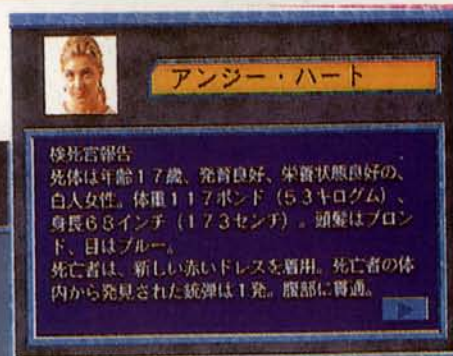 アンジー・ハート
検死官報告
死体は年齢17歳、発育良好、栄養状態良好の、
白人女性。体重117ポンド(53キログム)、
身長68インチ(173センチ)。頭髪はブロン
ド、目はブルー。
死亡者は、新しい赤いドレスを着用。死亡者の体
内から発見された銃弾は1発。腹部に貫通。